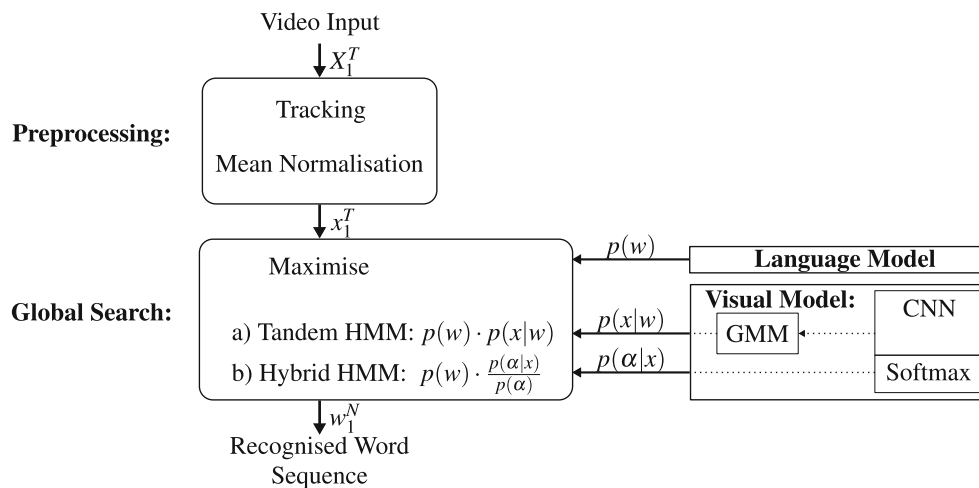 Video Input
X_1^T
Preprocessing:
Tracking
Mean Normalisation
x_1^T
Global Search:
Maximise
a) Tandem HMM: p(w) · p(x|w)
b) Hybrid HMM: p(w) · p(α|x)/p(α)
p(w)
Language Model
Visual Model:
CNN
p(x|w)
GMM
p(α|x)
Softmax
w_1^N
Recognised Word
Sequence